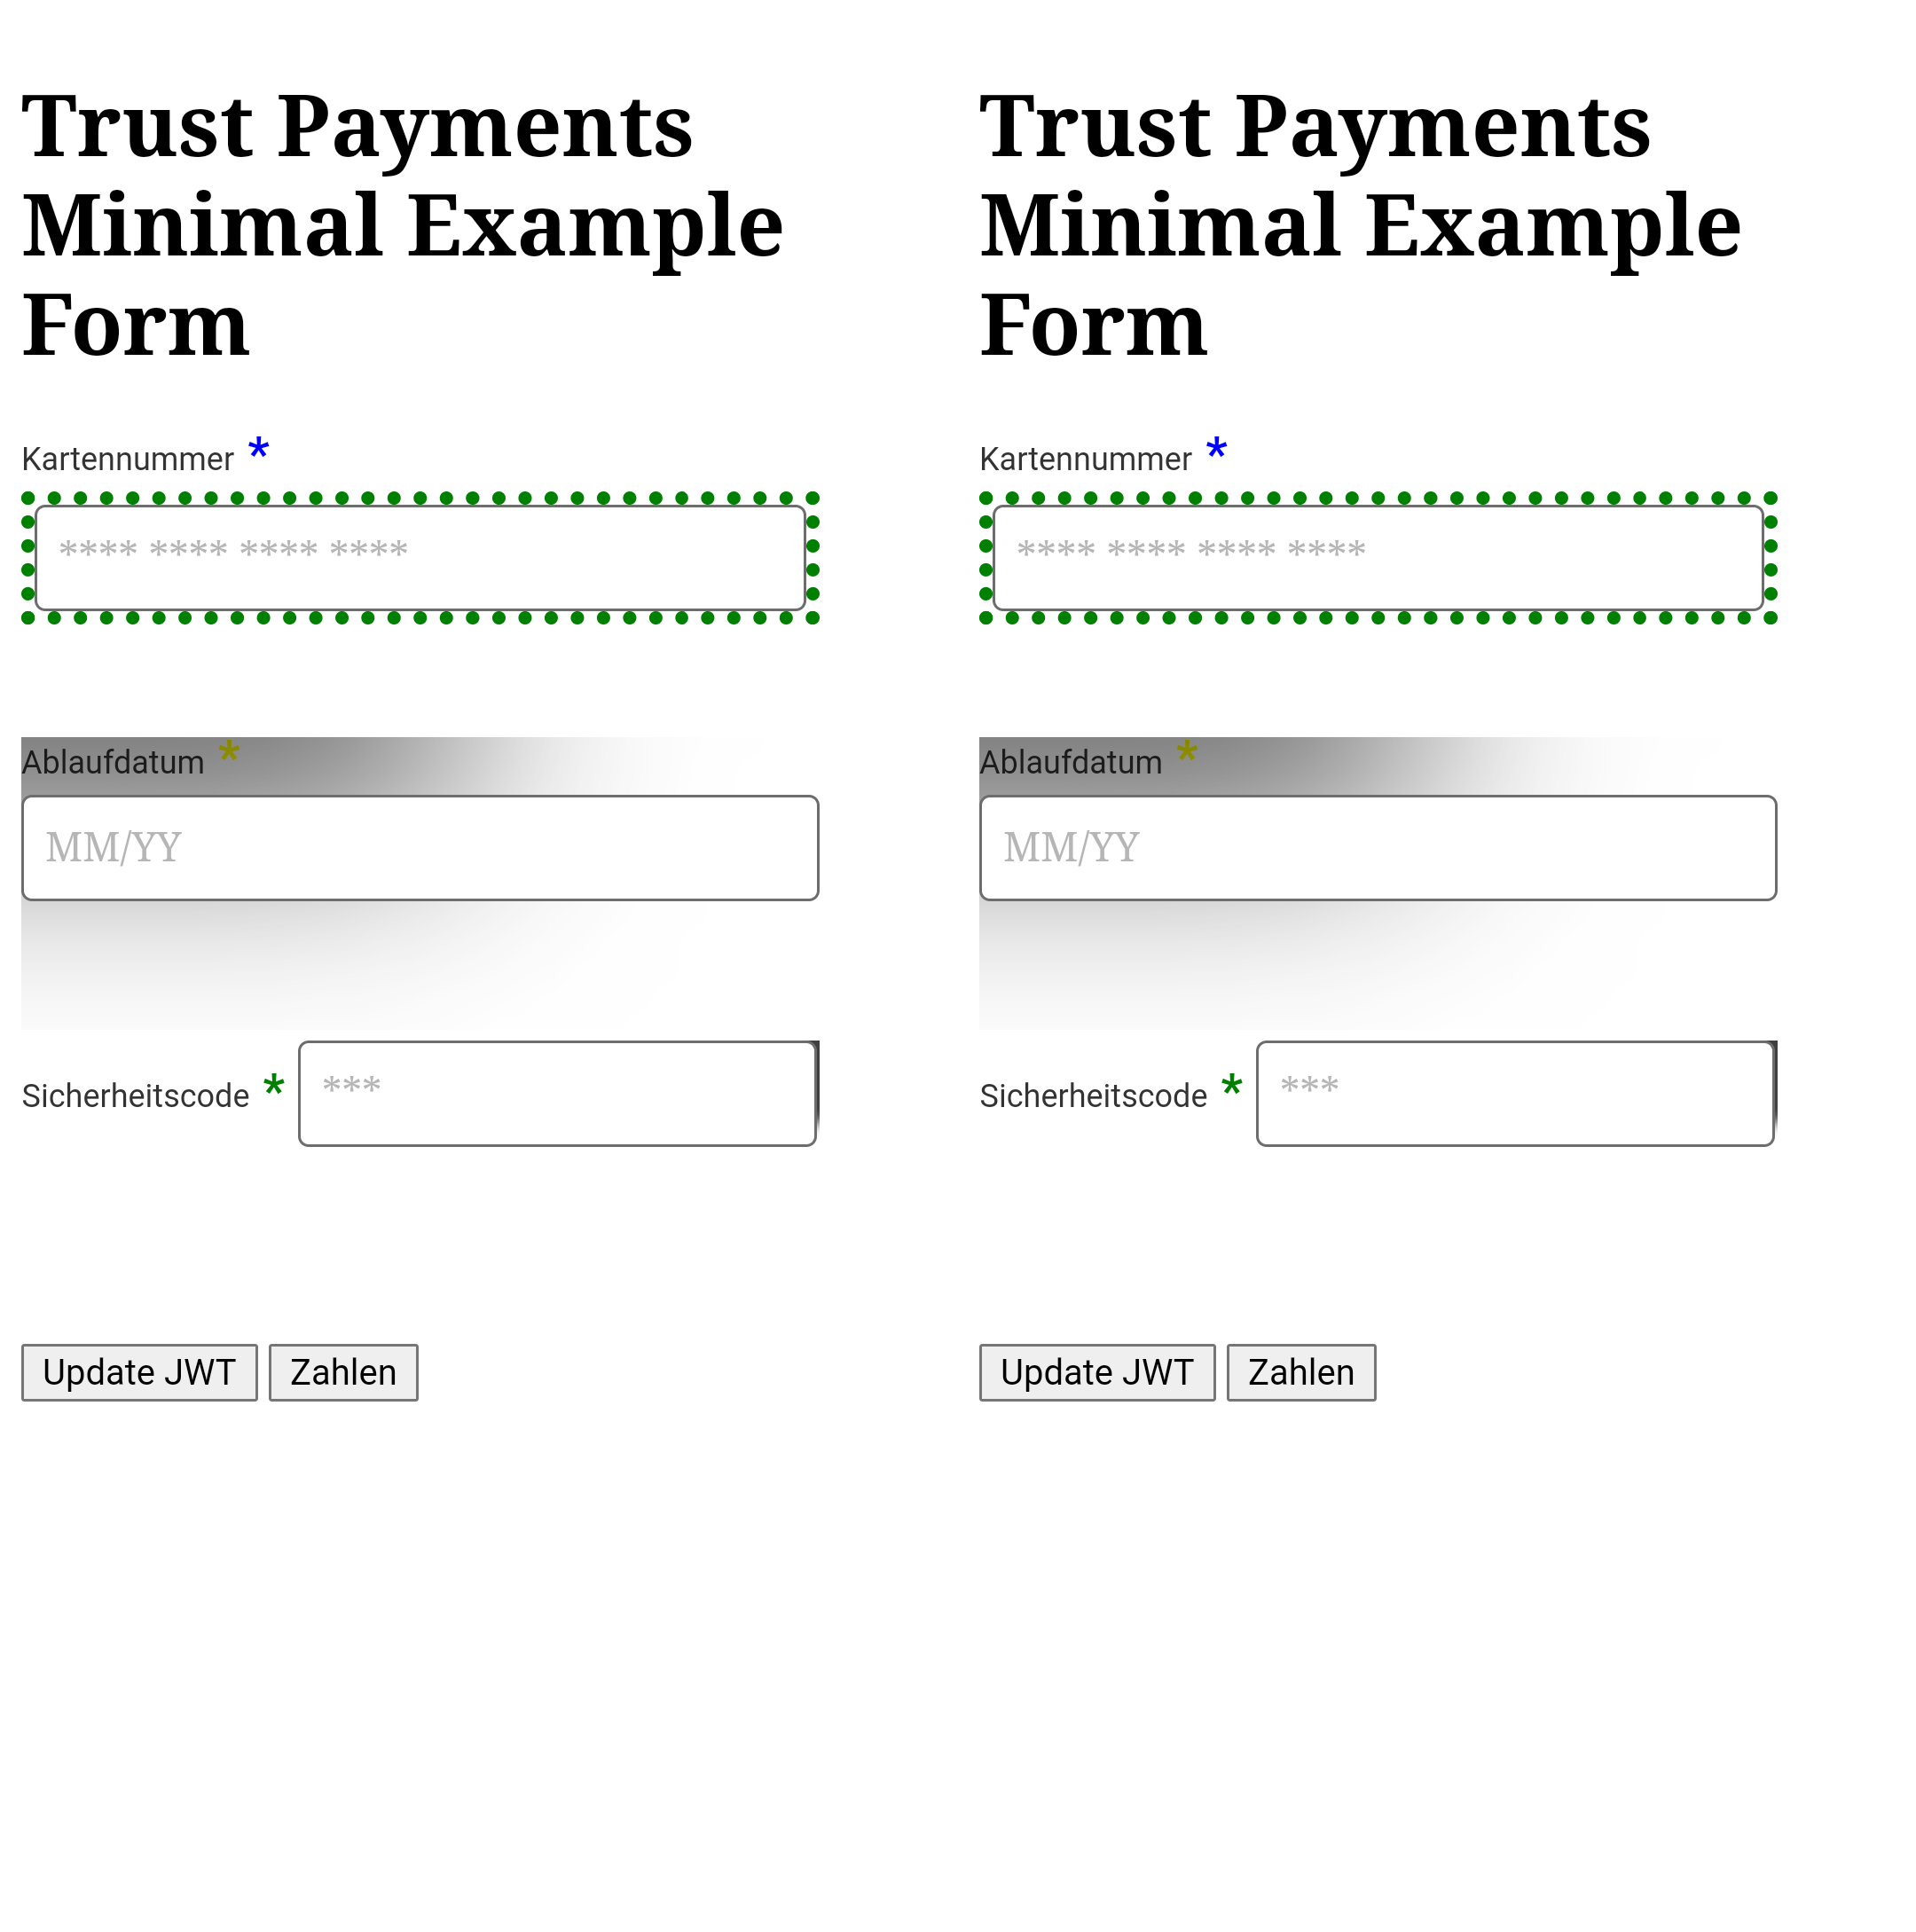 Trust Payments
Minimal Example
Form
Kartennummer *
**** **** **** ****
Ablaufdatum *
MM/YY
Sicherheitscode * ***
Update JWT Zahlen
Trust Payments
Minimal Example
Form
Kartennummer *
**** **** **** ****
Ablaufdatum *
MM/YY
Sicherheitscode * ***
Update JWT Zahlen